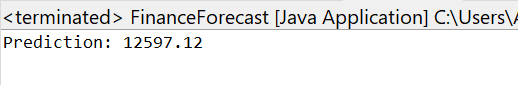 <terminated> FinanceForecast [Java Application] C:\Users\
Prediction: 12597.12